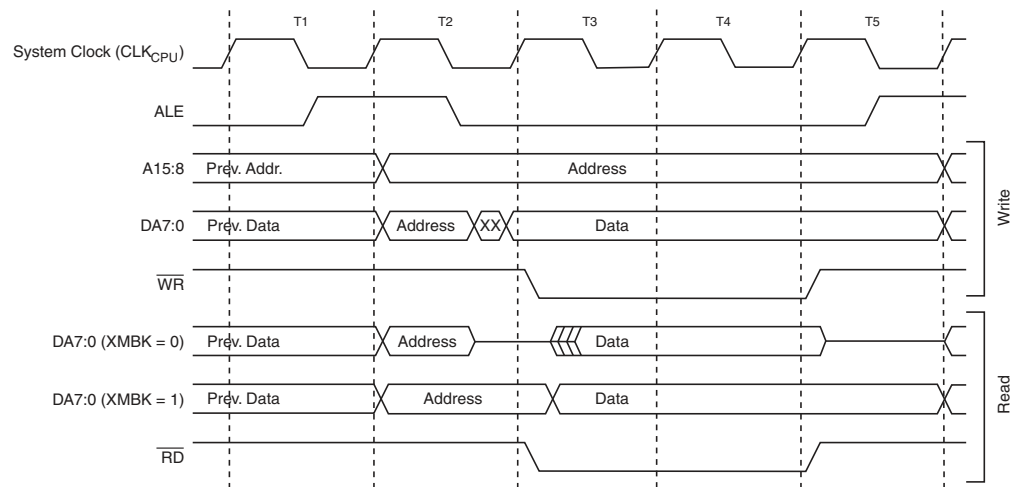 T1 T2 T3 T4 T5
System Clock (CLKCPU)
ALE
A15:8 Prev. Addr. Address
DA7:0 Prev. Data Address XX Data
WR
Write
DA7:0 (XMBK = 0) Prev. Data Address Data
DA7:0 (XMBK = 1) Prev. Data Address Data
RD
Read